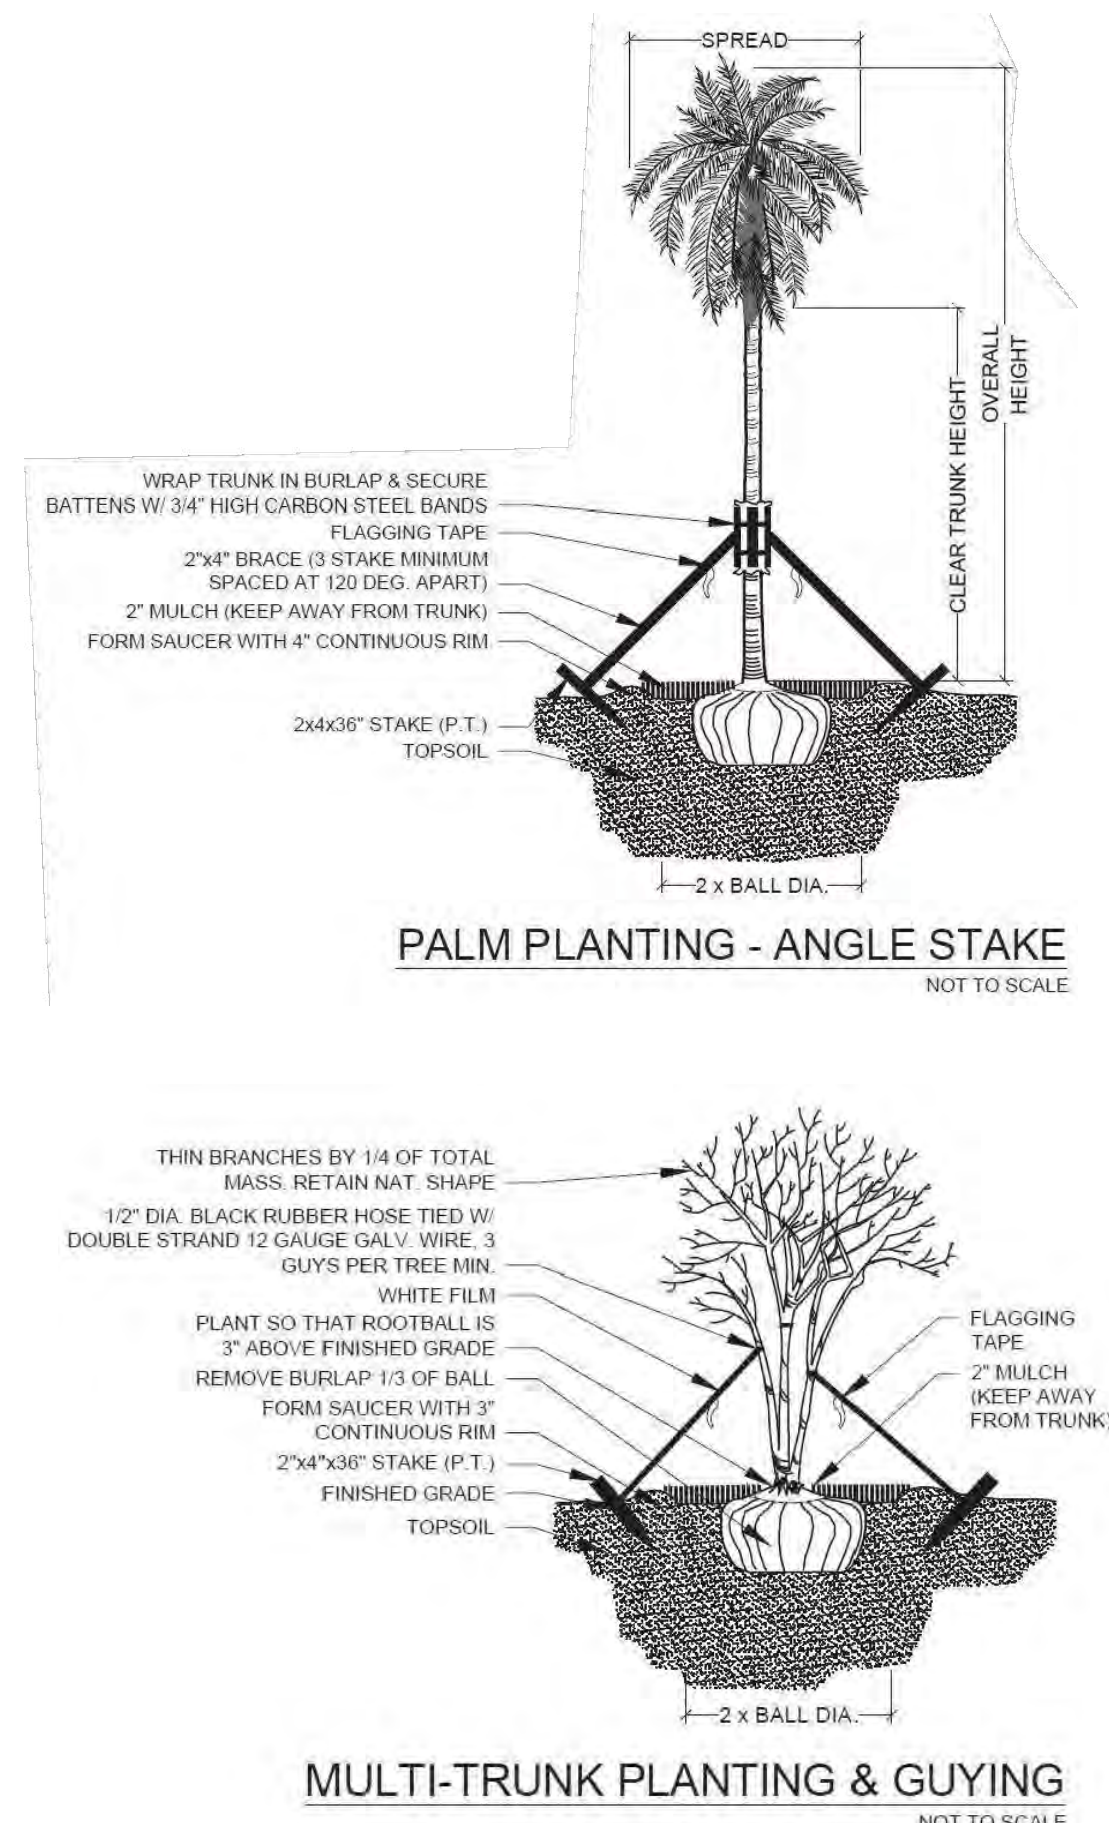 SPREAD
OVERALL
HEIGHT
CLEAR TRUNK HEIGHT
WRAP TRUNK IN BURLAP & SECURE
BATTENS W/ 3/4" HIGH CARBON STEEL BANDS
FLAGGING TAPE
2"x4" BRACE (3 STAKE MINIMUM
SPACED AT 120 DEG. APART)
2" MULCH (KEEP AWAY FROM TRUNK)
FORM SAUCER WITH 4" CONTINUOUS RIM
2x4x36" STAKE (P.T.)
TOPSOIL
2 x BALL DIA.
PALM PLANTING - ANGLE STAKE
NOT TO SCALE
THIN BRANCHES BY 1/4 OF TOTAL
MASS. RETAIN NAT. SHAPE
1/2" DIA. BLACK RUBBER HOSE TIED W/
DOUBLE STRAND 12 GAUGE GALV. WIRE, 3
GUYS PER TREE MIN.
WHITE FILM
PLANT SO THAT ROOTBALL IS
3" ABOVE FINISHED GRADE
REMOVE BURLAP 1/3 OF BALL
FORM SAUCER WITH 3"
CONTINUOUS RIM
2"x4"x36" STAKE (P.T.)
FINISHED GRADE
TOPSOIL
FLAGGING
TAPE
2" MULCH
(KEEP AWAY
FROM TRUNK)
2 x BALL DIA.
MULTI-TRUNK PLANTING & GUYING
NOT TO SCALE